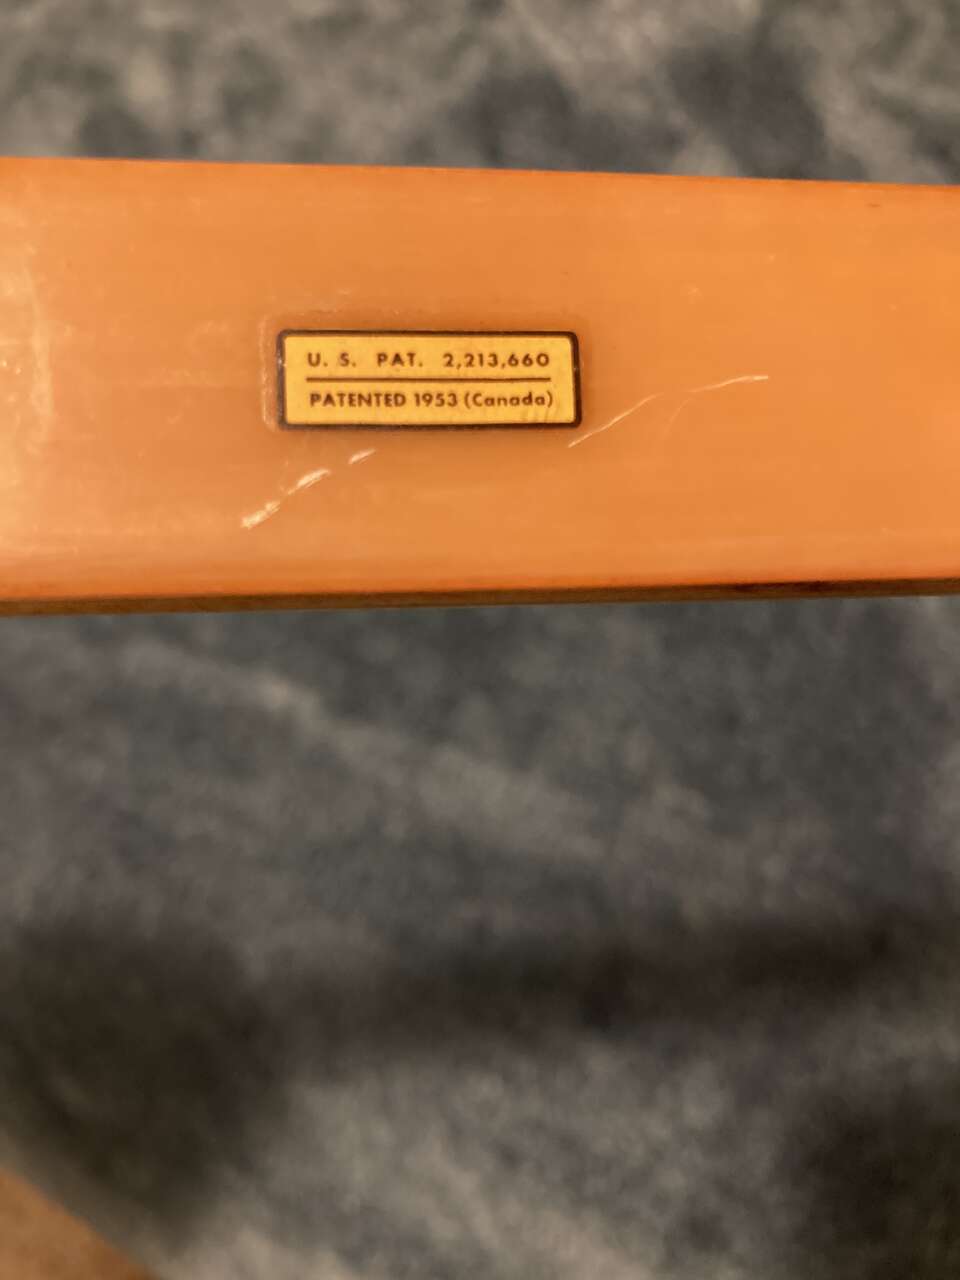 U. S. PAT. 2,213,660
PATENTED 1953 (Canada)